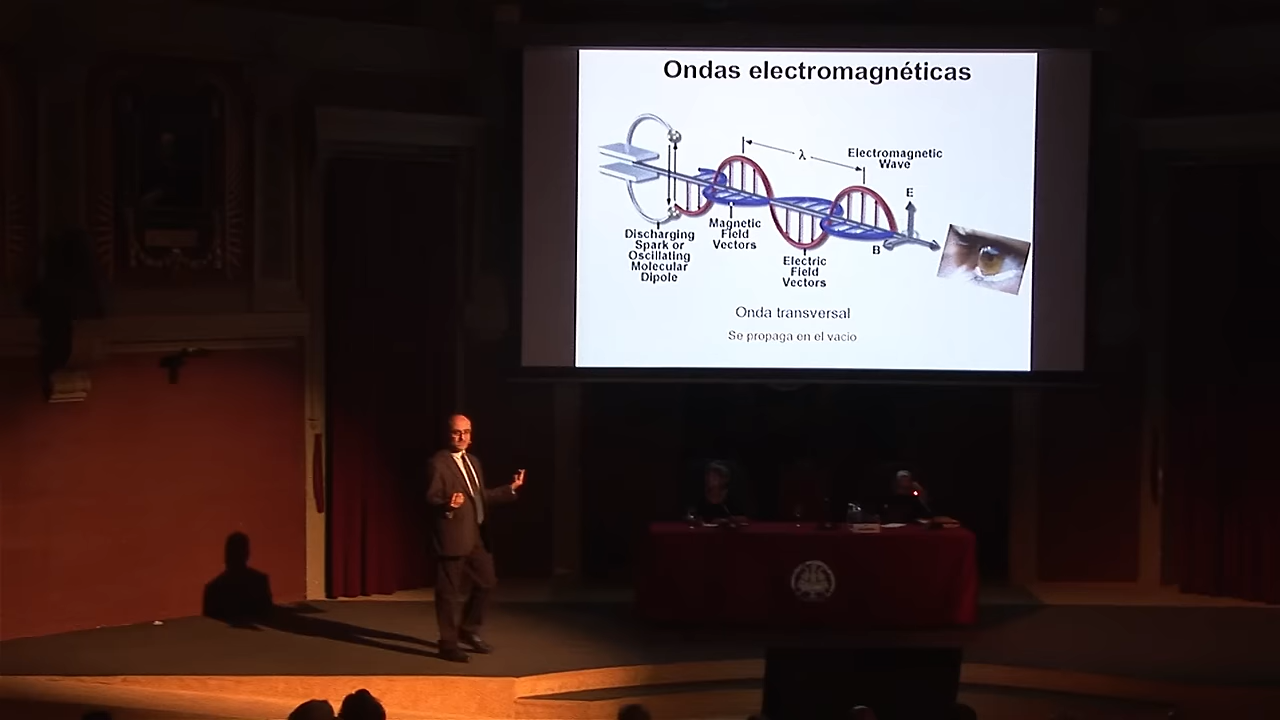 Ondas electromagnéticas
λ
Electromagnetic
Wave
E
Magnetic
Field
Vectors
Discharging
Spark or
Oscillating
Molecular
Dipole
B
Electric
Field
Vectors
Onda transversal
Se propaga en el vacio